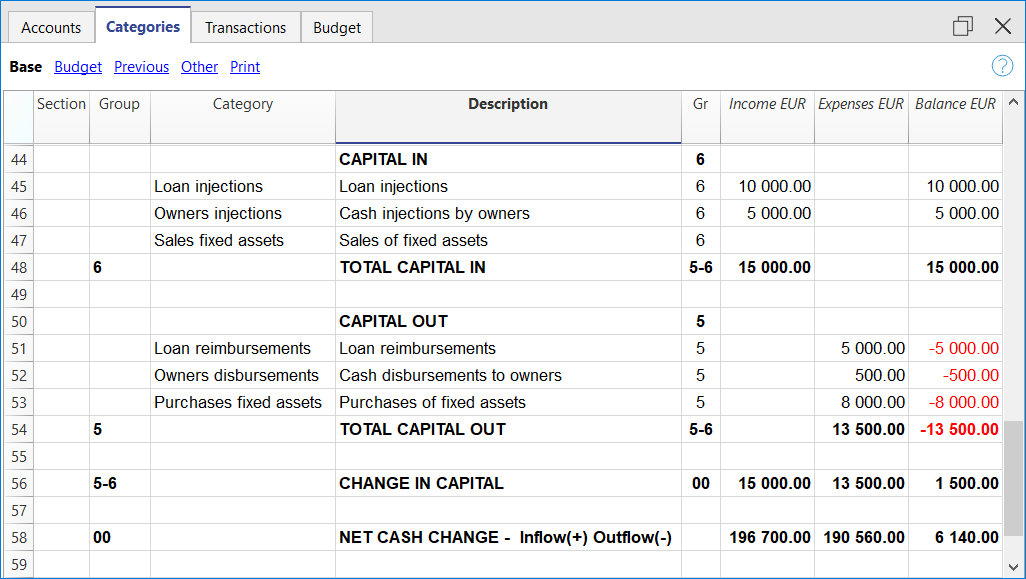 Accounts Categories Transactions Budget
Base Budget Previous Other Print ?
Section Group Category Description Gr Income EUR Expenses EUR Balance EUR
44 CAPITAL IN 6
45 Loan injections Loan injections 6 10 000.00 10 000.00
46 Owners injections Cash injections by owners 6 5 000.00 5 000.00
47 Sales fixed assets Sales of fixed assets 6
48 6 TOTAL CAPITAL IN 5-6 15 000.00 15 000.00
49
50 CAPITAL OUT 5
51 Loan reimbursements Loan reimbursements 5 5 000.00 -5 000.00
52 Owners disbursements Cash disbursements to owners 5 500.00 -500.00
53 Purchases fixed assets Purchases of fixed assets 5 8 000.00 -8 000.00
54 5 TOTAL CAPITAL OUT 5-6 13 500.00 -13 500.00
55
56 5-6 CHANGE IN CAPITAL 00 15 000.00 13 500.00 1 500.00
57
58 00 NET CASH CHANGE - Inflow(+) Outflow(-) 196 700.00 190 560.00 6 140.00
59